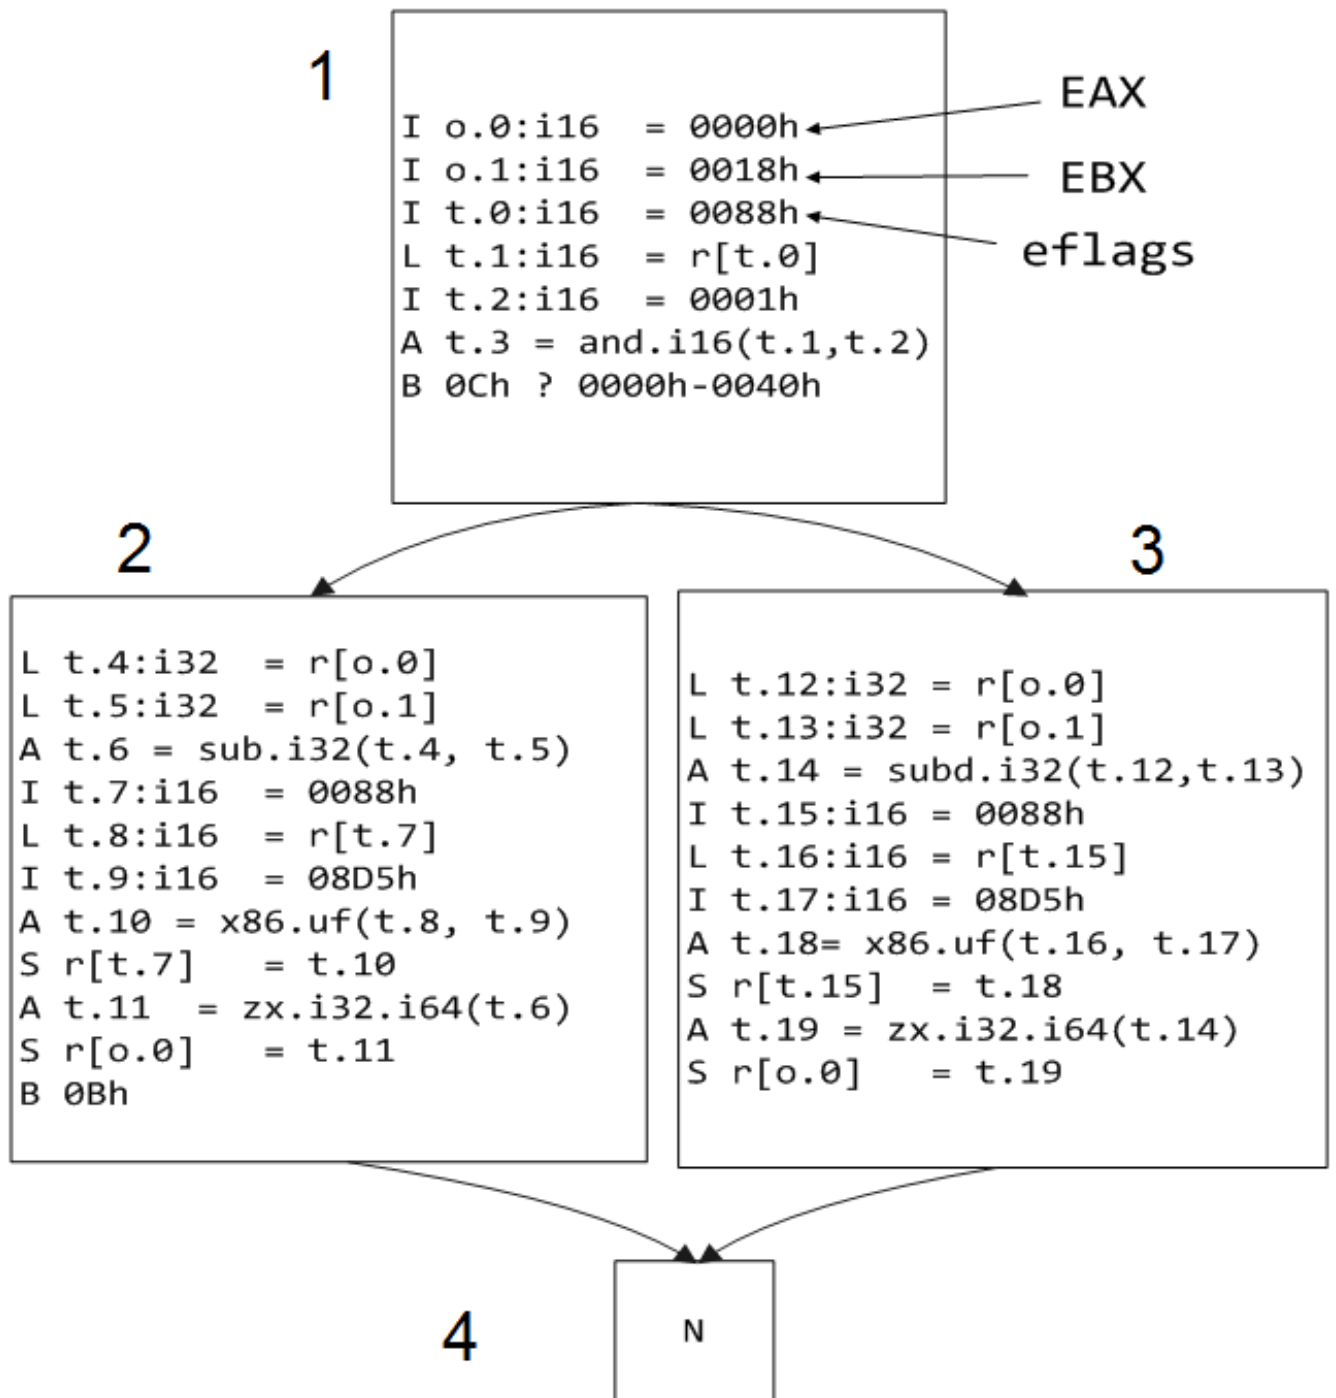 1
I o.0:i16  = 0000h
I o.1:i16  = 0018h
I t.0:i16  = 0088h
L t.1:i16  = r[t.0]
I t.2:i16  = 0001h
A t.3 = and.i16(t.1,t.2)
B 0Ch ? 0000h-0040h
EAX
EBX
eflags
2
L t.4:i32  = r[o.0]
L t.5:i32  = r[o.1]
A t.6 = sub.i32(t.4, t.5)
I t.7:i16  = 0088h
L t.8:i16  = r[t.7]
I t.9:i16  = 08D5h
A t.10 = x86.uf(t.8, t.9)
S r[t.7]   = t.10
A t.11  = zx.i32.i64(t.6)
S r[o.0]   = t.11
B 0Bh
3
L t.12:i32 = r[o.0]
L t.13:i32 = r[o.1]
A t.14 = subd.i32(t.12,t.13)
I t.15:i16 = 0088h
L t.16:i16 = r[t.15]
I t.17:i16 = 08D5h
A t.18= x86.uf(t.16, t.17)
S r[t.15]  = t.18
A t.19 = zx.i32.i64(t.14)
S r[o.0]   = t.19
4
N